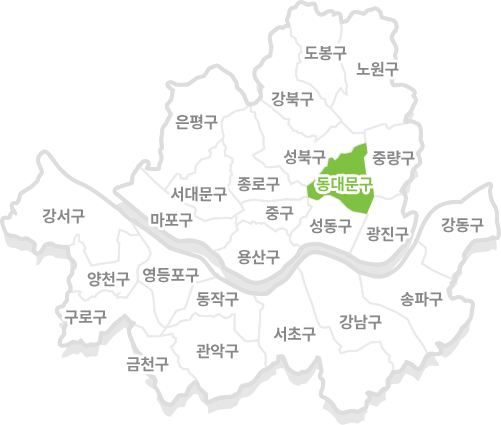 도봉구
노원구
강북구
은평구
성북구
중량구
동대문구
종로구
서대문구
중구
마포구
성동구
광진구
강동구
강서구
용산구
양천구
영등포구
동작구
송파구
구로구
강남구
서초구
관악구
금천구